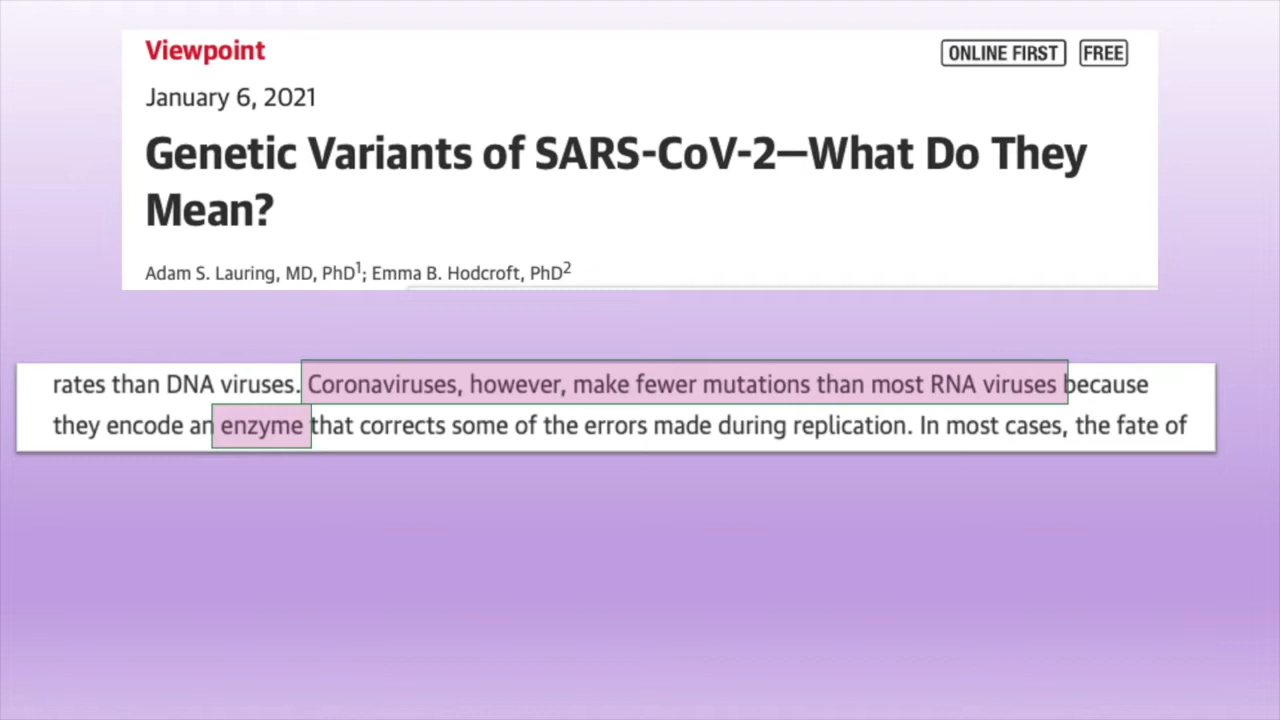 Viewpoint
ONLINE FIRST FREE
January 6, 2021
Genetic Variants of SARS-CoV-2—What Do They
Mean?
Adam S. Lauring, MD, PhD1; Emma B. Hodcroft, PhD2
rates than DNA viruses. Coronaviruses, however, make fewer mutations than most RNA viruses because
they encode an enzyme that corrects some of the errors made during replication. In most cases, the fate of